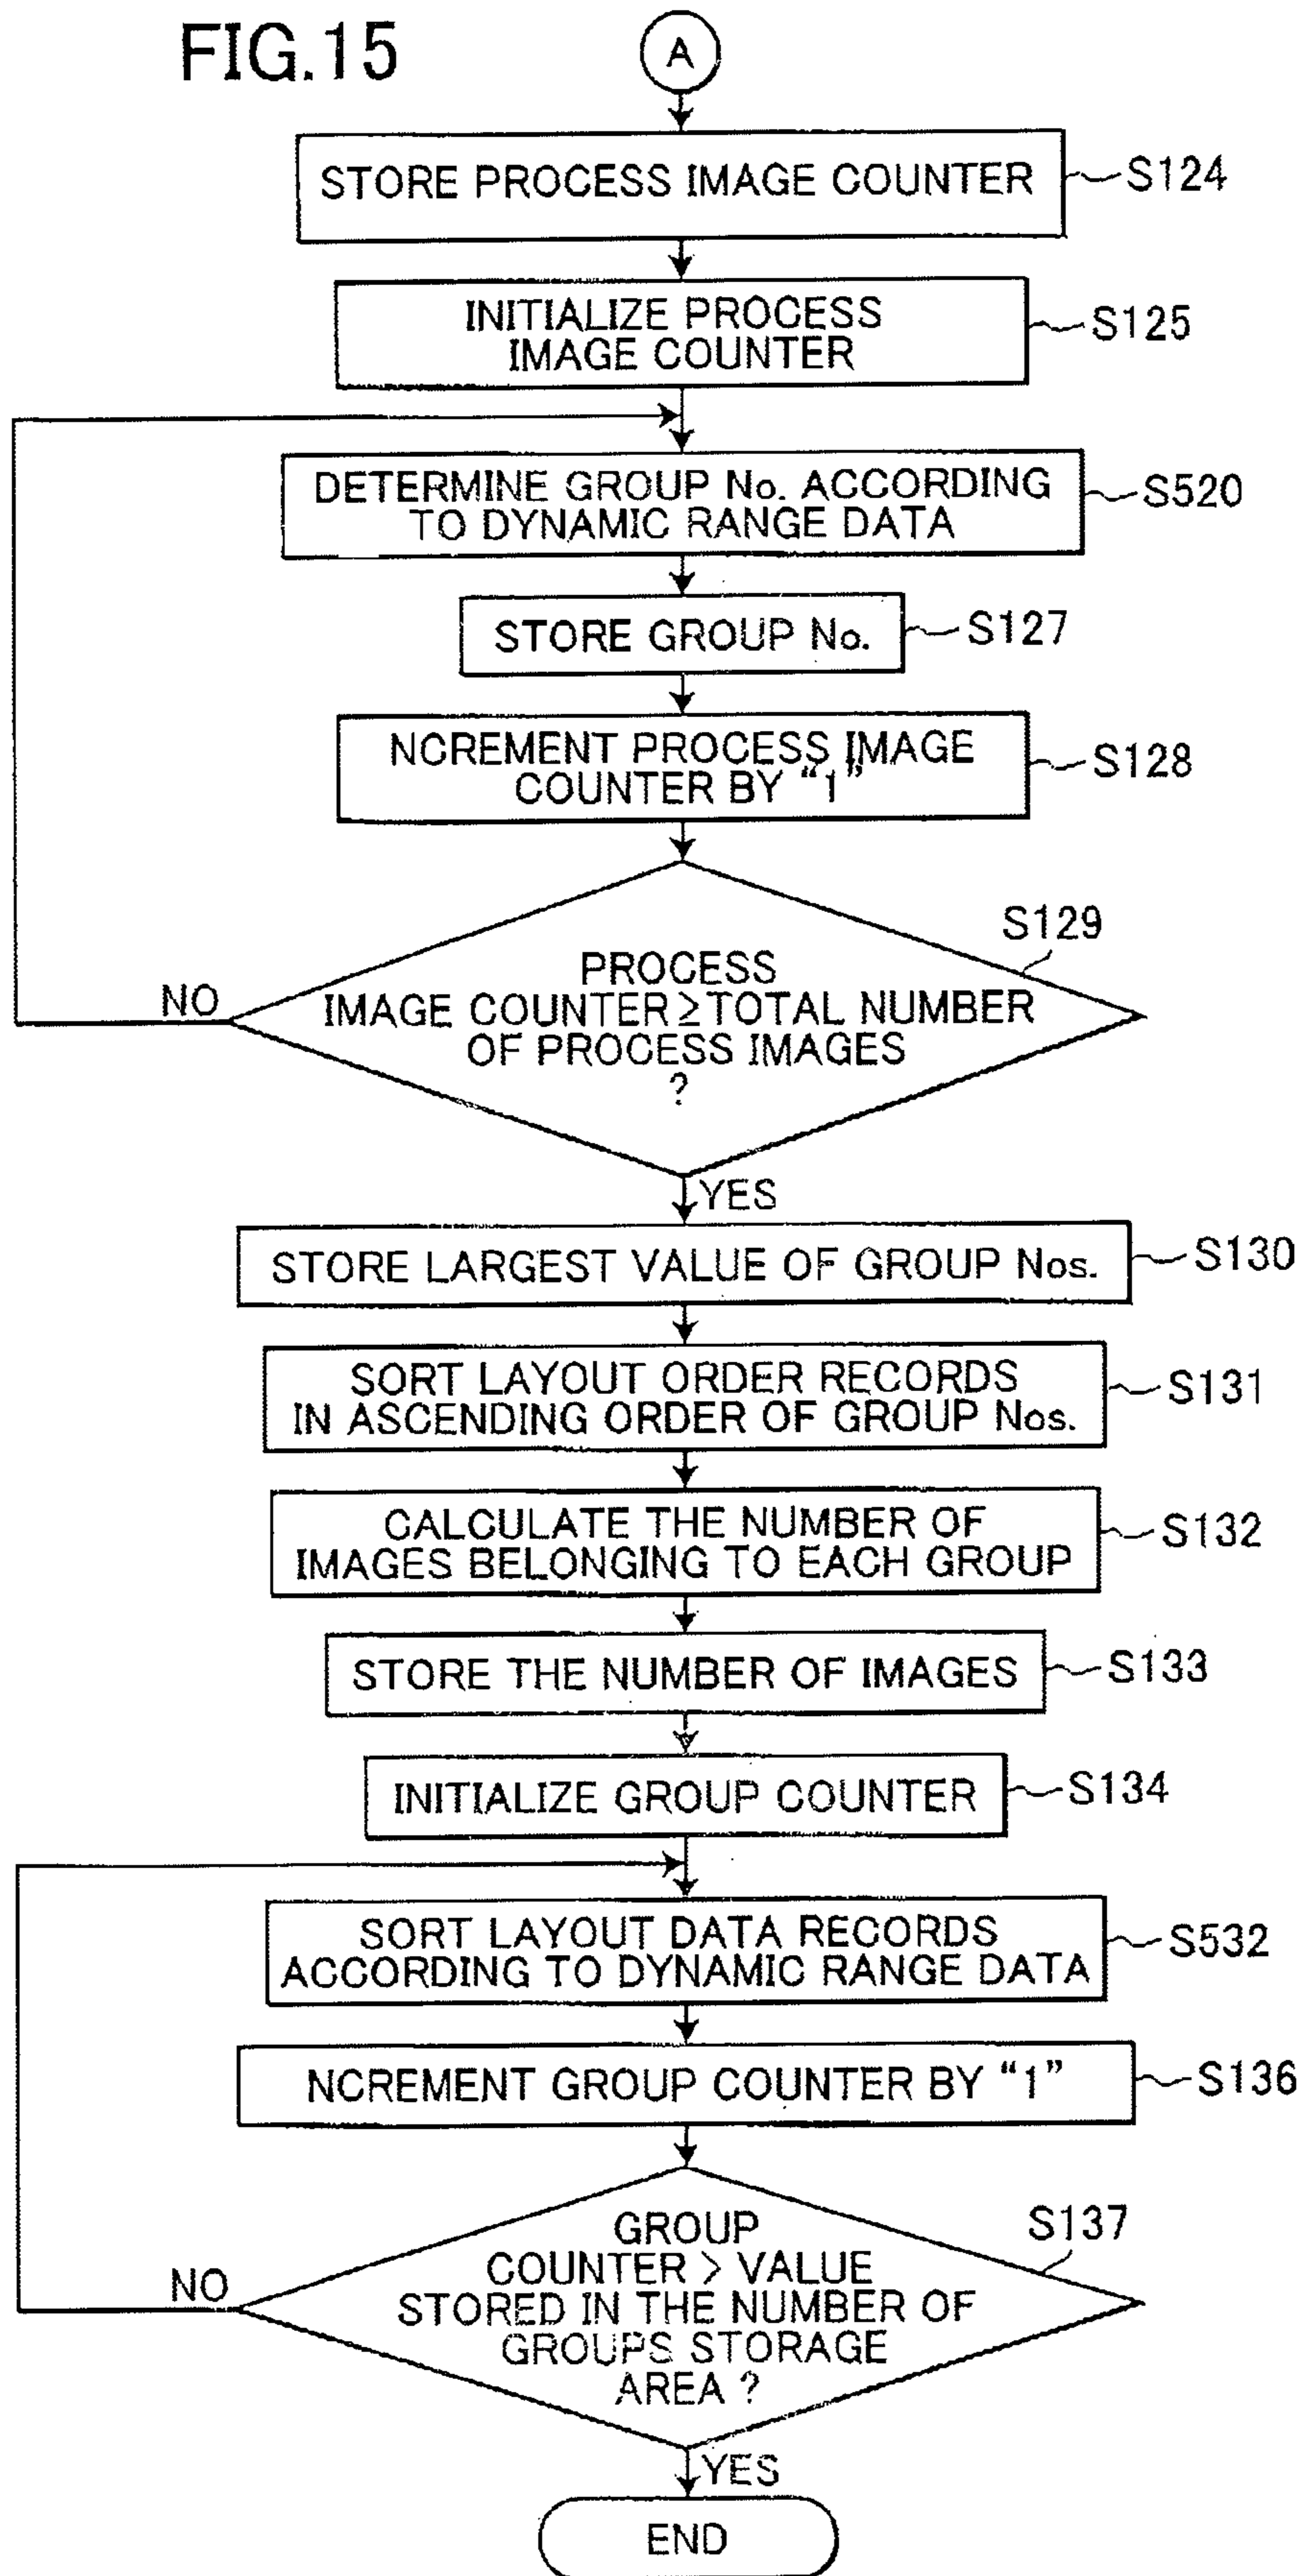 FIG.15
A
STORE PROCESS IMAGE COUNTER
S124
INITIALIZE PROCESS
IMAGE COUNTER
S125
DETERMINE GROUP No. ACCORDING
TO DYNAMIC RANGE DATA
S520
STORE GROUP No.
S127
NCREMENT PROCESS IMAGE
COUNTER BY “1”
S128
S129
PROCESS
IMAGE COUNTER≥TOTAL NUMBER
OF PROCESS IMAGES
?
NO
YES
STORE LARGEST VALUE OF GROUP Nos.
S130
SORT LAYOUT ORDER RECORDS
IN ASCENDING ORDER OF GROUP Nos.
S131
CALCULATE THE NUMBER OF
IMAGES BELONGING TO EACH GROUP
S132
STORE THE NUMBER OF IMAGES
S133
INITIALIZE GROUP COUNTER
S134
SORT LAYOUT DATA RECORDS
ACCORDING TO DYNAMIC RANGE DATA
S532
NCREMENT GROUP COUNTER BY “1”
S136
S137
GROUP
COUNTER > VALUE
STORED IN THE NUMBER OF
GROUPS STORAGE
AREA ?
NO
YES
END